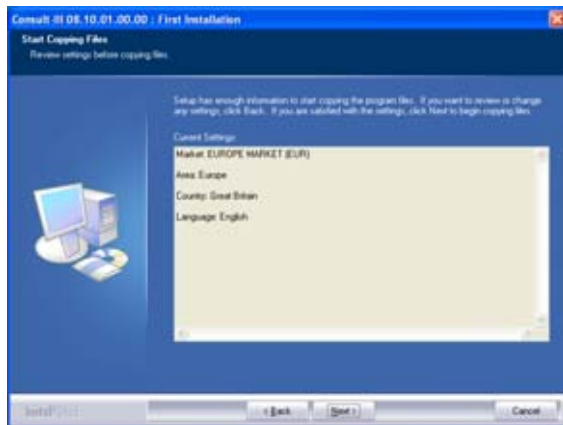 Consult-III 08.10.01.00.00 : First Installation
Start Copying Files
Review settings before copying files.
Setup has enough information to start copying the program files. If you want to review or change
any settings, click Back. If you are satisfied with the settings, click Next to begin copying files.
Current Settings:
Market: EUROPE MARKET (EUR)
Area: Europe
Country: Great Britain
Language: English
InstallShield
< Back
Next >
Cancel